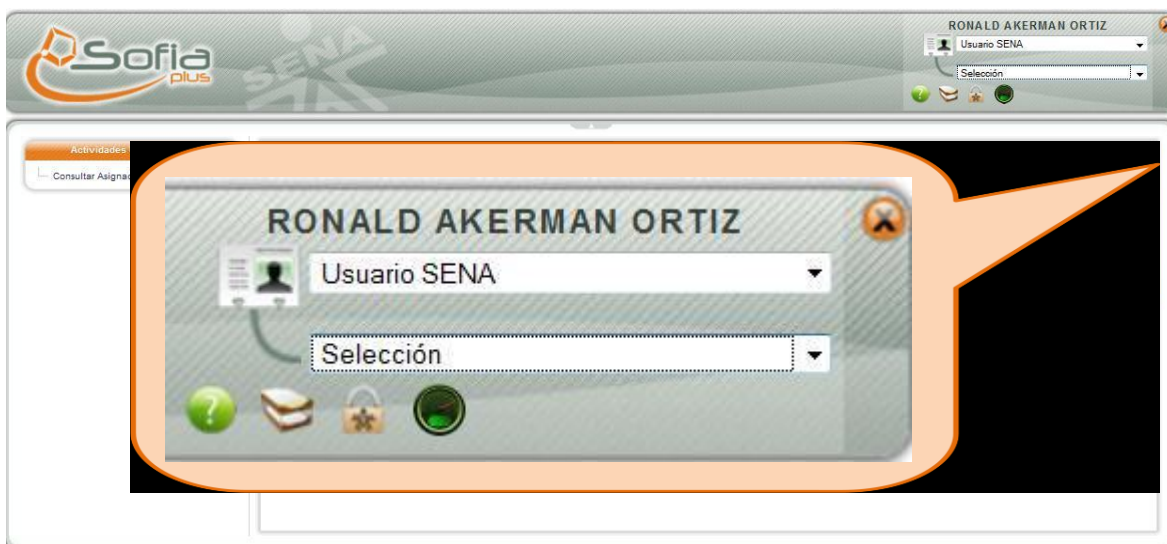 Sofia
plus
SENA
RONALD AKERMAN ORTIZ
Usuario SENA
Selección
?
Actividades
Consultar Asignac
RONALD AKERMAN ORTIZ
Usuario SENA
Selección
?